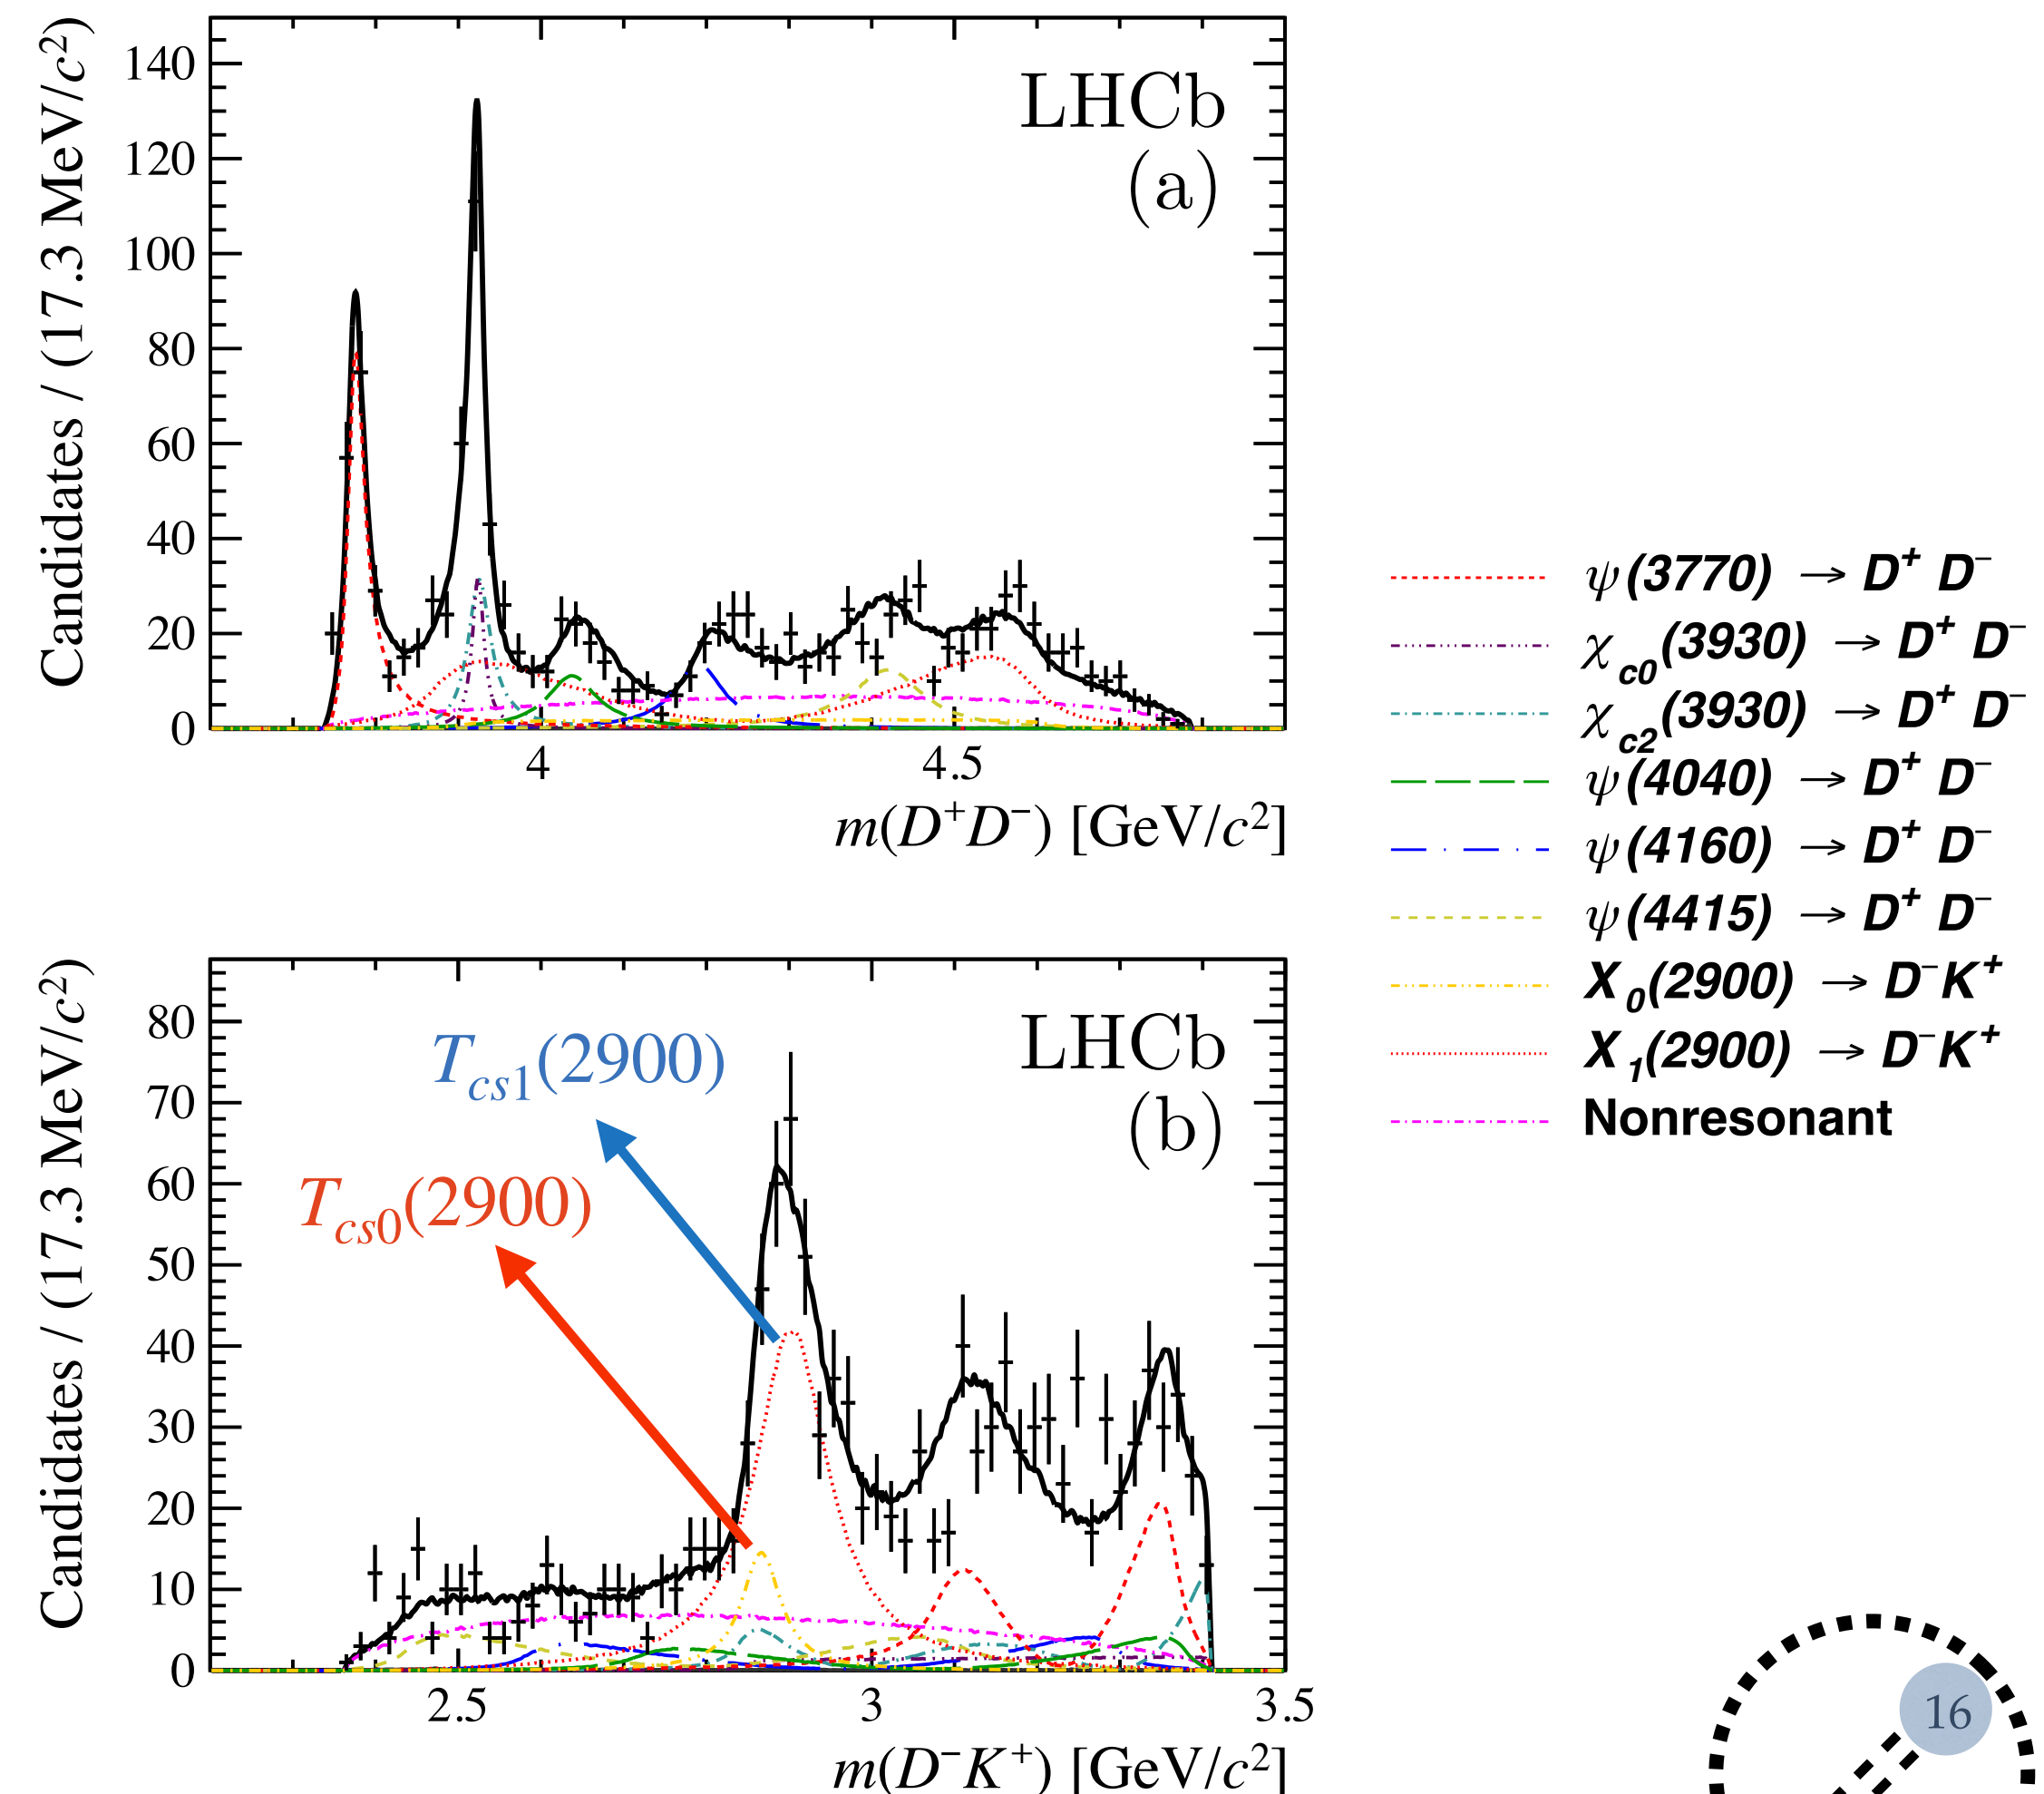 Candidates / (17.3 MeV/c²)
140
120
100
80
60
40
20
0
LHCb
(a)
4
4.5
m(D⁺D⁻) [GeV/c²]
ψ(3770) → D⁺ D⁻
χc0(3930) → D⁺ D⁻
χc2(3930) → D⁺ D⁻
ψ(4040) → D⁺ D⁻
ψ(4160) → D⁺ D⁻
ψ(4415) → D⁺ D⁻
X0(2900) → D⁻K⁺
X1(2900) → D⁻K⁺
Nonresonant
Candidates / (17.3 MeV/c²)
80
70
60
50
40
30
20
10
0
Tcs1(2900)
Tcs0(2900)
LHCb
(b)
2.5
3
3.5
m(D⁻K⁺) [GeV/c²]
16